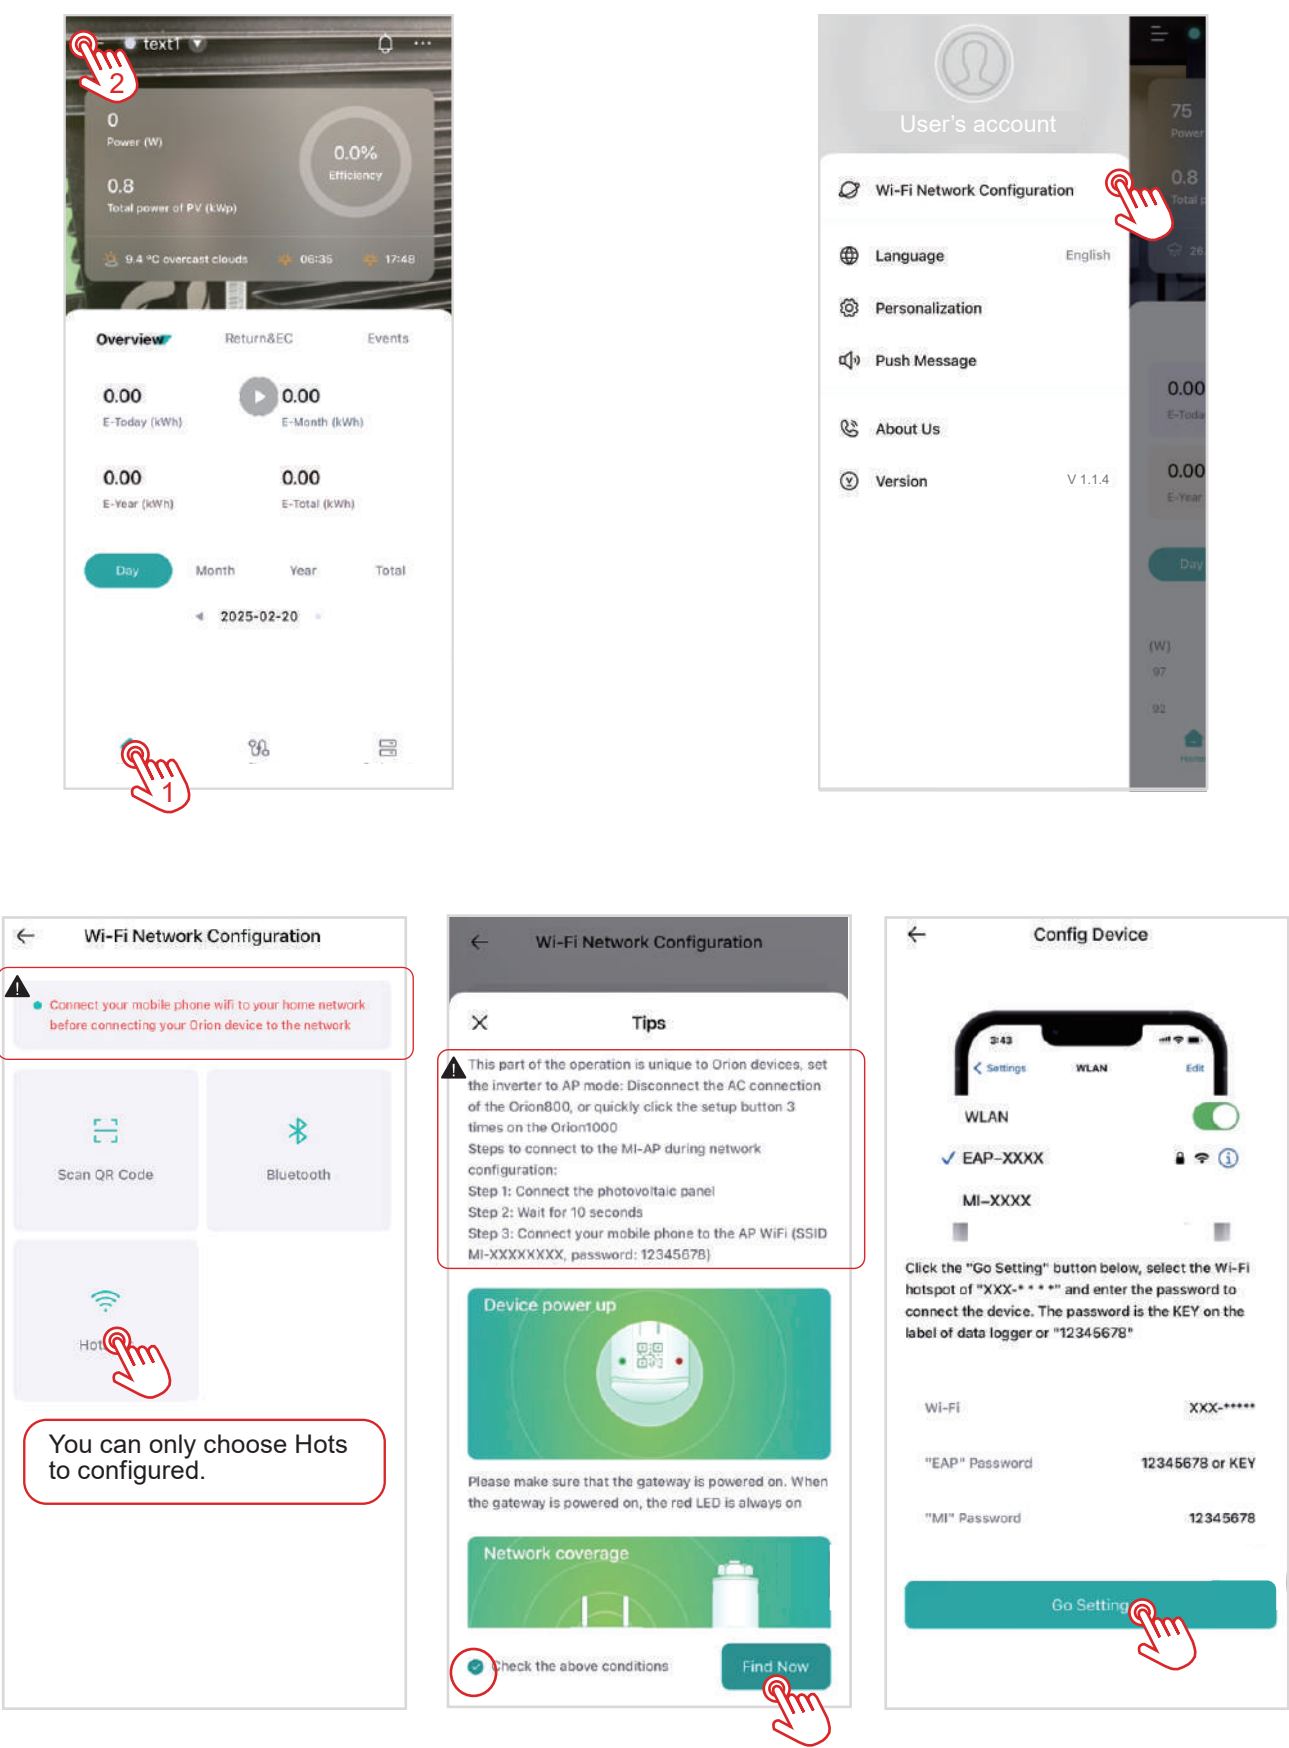 text1
2
0
Power (W)
0.0%
Efficiency
0.8
Total power of PV (kWp)
9.4 °C overcast clouds 06:35 17:48
Overview Return&EC Events
0.00 0.00
E-Today (kWh) E-Month (kWh)
0.00 0.00
E-Year (kWh) E-Total (kWh)
Day Month Year Total
2025-02-20
1
User's account
Wi-Fi Network Configuration
Language English
Personalization
Push Message
About Us
Version V 1.1.4
75
Power
0.8
Total p
26.
0.00
E-Toda
0.00
E-Year
Day
(W)
97
92
Home
Wi-Fi Network Configuration
Connect your mobile phone wifi to your home network
before connecting your Orion device to the network
Scan QR Code Bluetooth
Hot
You can only choose Hots
to configured.
Wi-Fi Network Configuration
Tips
This part of the operation is unique to Orion devices, set
the inverter to AP mode: Disconnect the AC connection
of the Orion800, or quickly click the setup button 3
times on the Orion1000
Steps to connect to the MI-AP during network
configuration:
Step 1: Connect the photovoltaic panel
Step 2: Wait for 10 seconds
Step 3: Connect your mobile phone to the AP WiFi (SSID
MI-XXXXXXXX, password: 12345678)
Device power up
Please make sure that the gateway is powered on. When
the gateway is powered on, the red LED is always on
Network coverage
Check the above conditions
Find Now
Config Device
3:43
Settings WLAN Edit
WLAN
EAP-XXXX
MI-XXXX
Click the "Go Setting" button below, select the Wi-Fi
hotspot of "XXX-* * * *" and enter the password to
connect the device. The password is the KEY on the
label of data logger or "12345678"
Wi-Fi XXX-*****
"EAP" Password 12345678 or KEY
"MI" Password 12345678
Go Setting